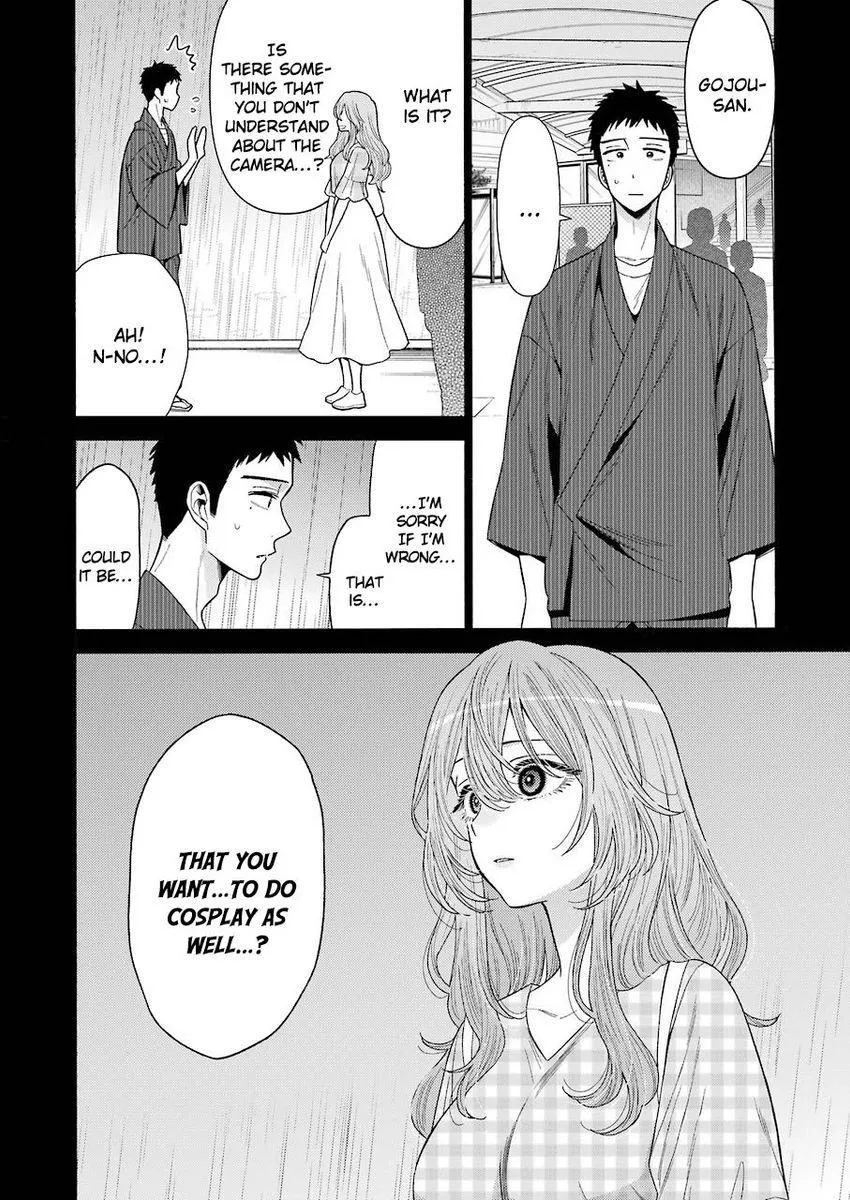 GOJOU-
SAN.
...
WHAT
IS IT?
IS
THERE SOME-
THING THAT
YOU DON'T
UNDERSTAND
ABOUT THE
CAMERA...?
AH!
N-NO...!
...I'M
SORRY
IF I'M
WRONG...
THAT
IS...
COULD
IT BE...
THAT YOU
WANT...TO DO
COSPLAY AS
WELL...?